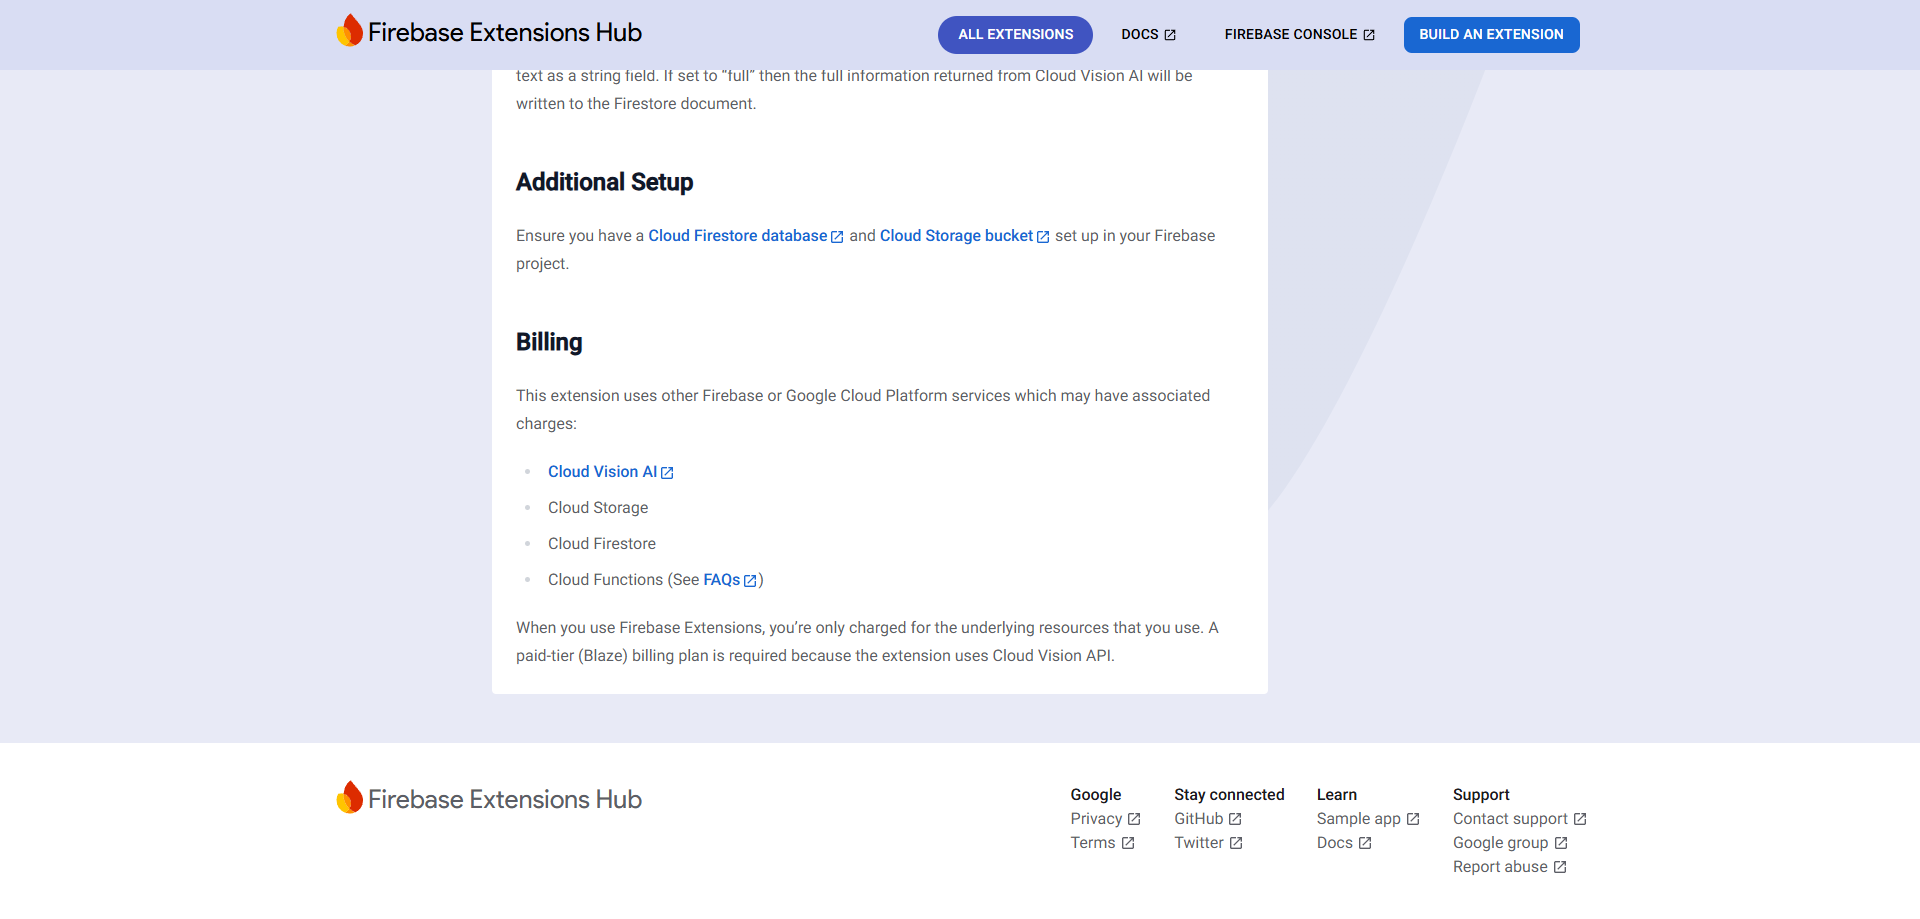 Firebase Extensions Hub
ALL EXTENSIONS
DOCS
FIREBASE CONSOLE
BUILD AN EXTENSION
text as a string field. If set to “full” then the full information returned from Cloud Vision AI will be
written to the Firestore document.
Additional Setup
Ensure you have a Cloud Firestore database and Cloud Storage bucket set up in your Firebase
project.
Billing
This extension uses other Firebase or Google Cloud Platform services which may have associated
charges:
Cloud Vision AI
Cloud Storage
Cloud Firestore
Cloud Functions (See FAQs)
When you use Firebase Extensions, you’re only charged for the underlying resources that you use. A
paid-tier (Blaze) billing plan is required because the extension uses Cloud Vision API.
Firebase Extensions Hub
Google
Privacy
Terms
Stay connected
GitHub
Twitter
Learn
Sample app
Docs
Support
Contact support
Google group
Report abuse